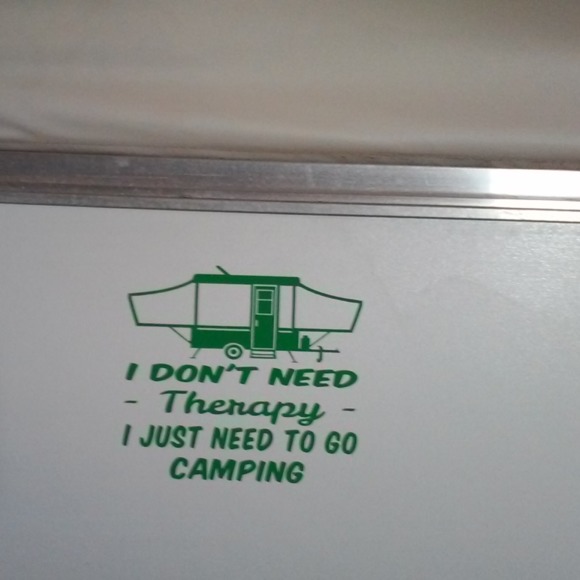 I DON'T NEED
- Therapy -
I JUST NEED TO GO
CAMPING